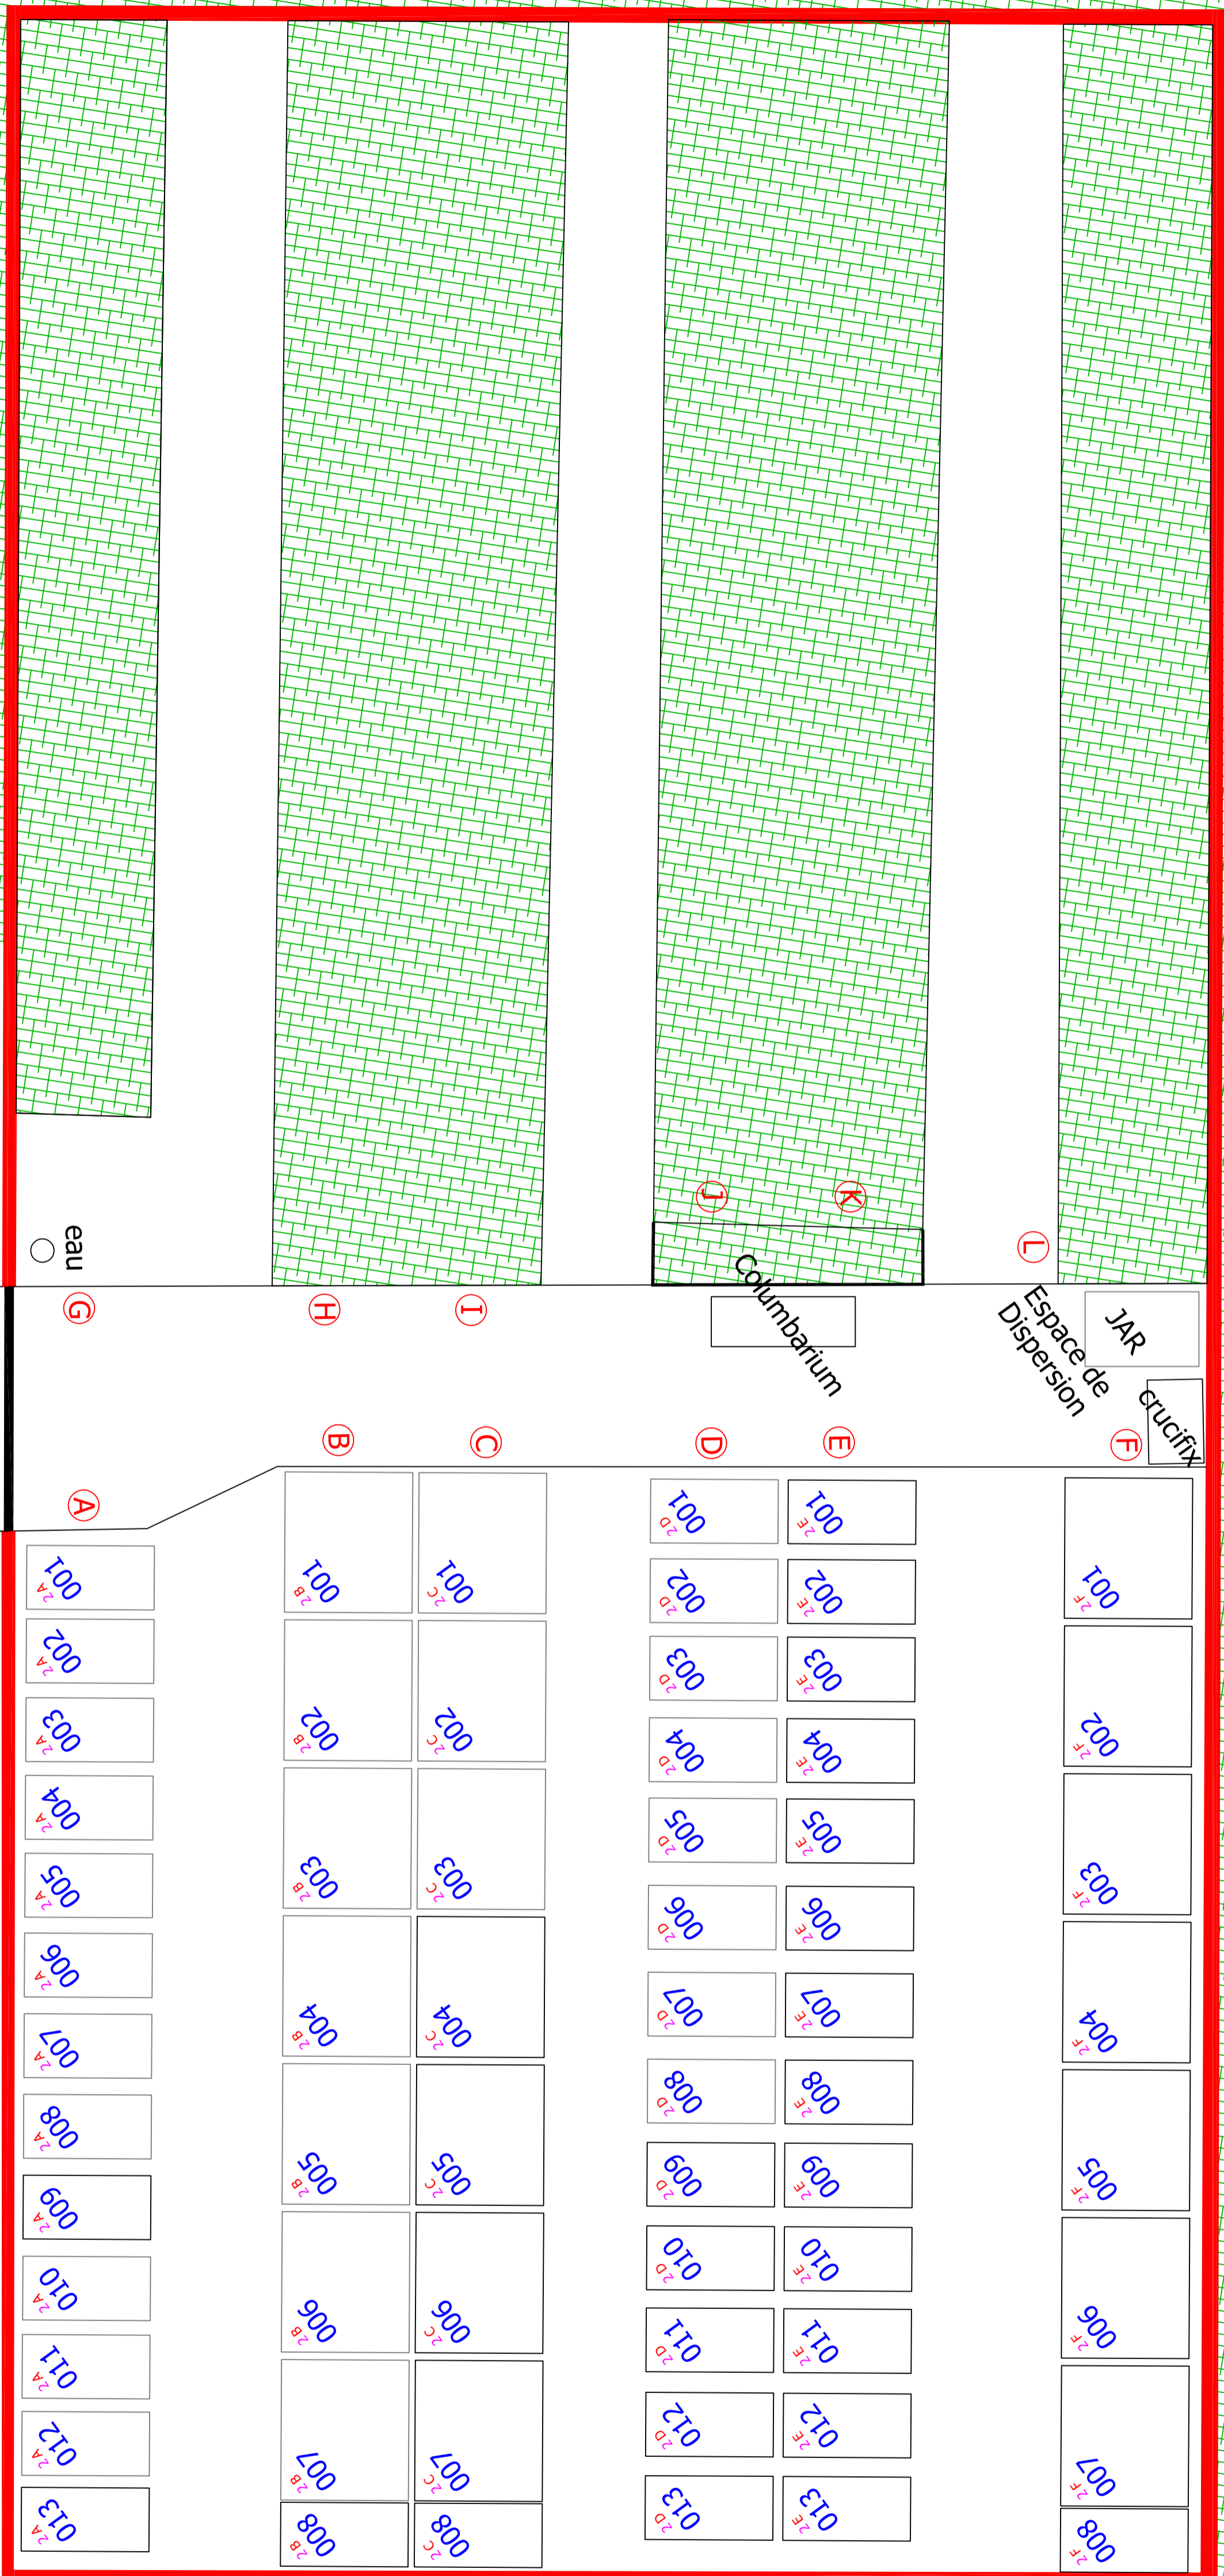 J
K
L
eau
Columbarium
JAR
Espace de
Dispersion
crucifix
G
H
I
B
C
D
E
F
A
001
2A
002
2A
003
2A
004
2A
005
2A
006
2A
007
2A
008
2A
009
2A
010
2A
011
2A
012
2A
013
2A
001
2B
002
2B
003
2B
004
2B
005
2B
006
2B
007
2B
008
2B
001
2C
002
2C
003
2C
004
2C
005
2C
006
2C
007
2C
008
2C
001
2D
002
2D
003
2D
004
2D
005
2D
006
2D
007
2D
008
2D
009
2D
010
2D
011
2D
012
2D
013
2D
001
2E
002
2E
003
2E
004
2E
005
2E
006
2E
007
2E
008
2E
009
2E
010
2E
011
2E
012
2E
013
2E
001
2F
002
2F
003
2F
004
2F
005
2F
006
2F
007
2F
008
2F